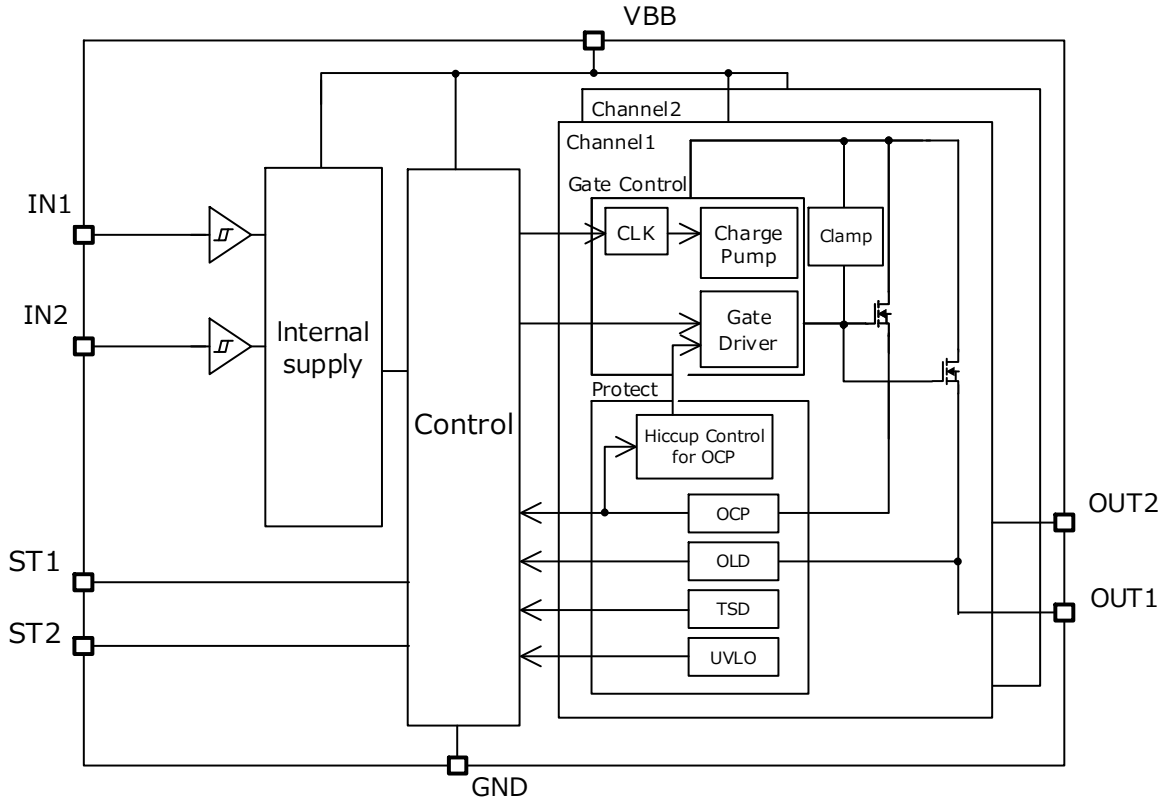 VBB
Channel2
Channel1
IN1
Gate Control
CLK
Charge
Pump
Clamp
IN2
Internal
supply
Gate
Driver
Protect
Control
Hiccup Control
for OCP
OCP
OUT2
ST1
OLD
OUT1
TSD
ST2
UVLO
GND